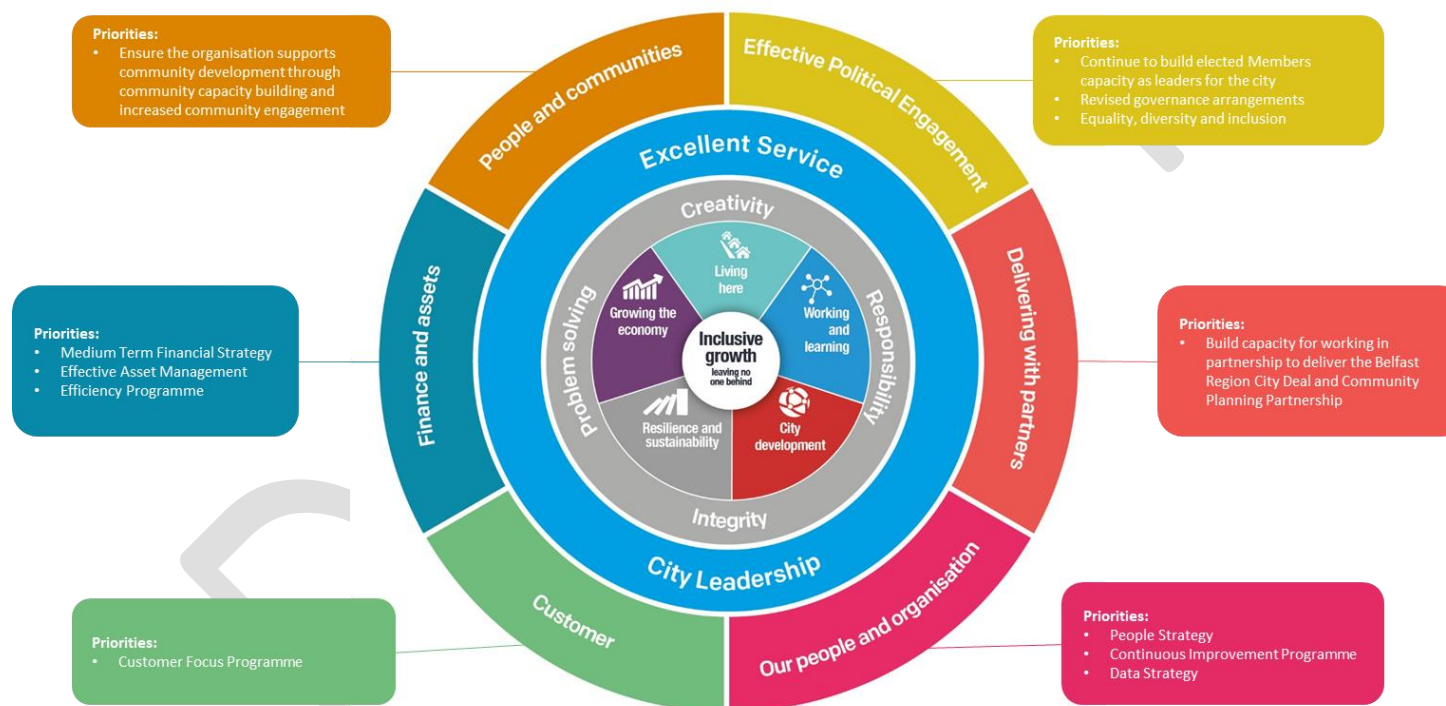 Priorities:
• Ensure the organisation supports
community development through
community capacity building and
increased community engagement
Priorities:
• Continue to build elected Members
capacity as leaders for the city
• Revised governance arrangements
• Equality, diversity and inclusion
Priorities:
• Medium Term Financial Strategy
• Effective Asset Management
• Efficiency Programme
Priorities:
• Build capacity for working in
partnership to deliver the Belfast
Region City Deal and Community
Planning Partnership
Priorities:
• Customer Focus Programme
Priorities:
• People Strategy
• Continuous Improvement Programme
• Data Strategy
People and communities
Effective Political Engagement
Delivering with partners
Our people and organisation
Customer
Finance and assets
Excellent Service
City Leadership
Creativity
Responsibility
Integrity
Problem solving
Living
here
Working
and
learning
City
development
Resilience and
sustainability
Growing the
economy
Inclusive
growth
leaving no
one behind